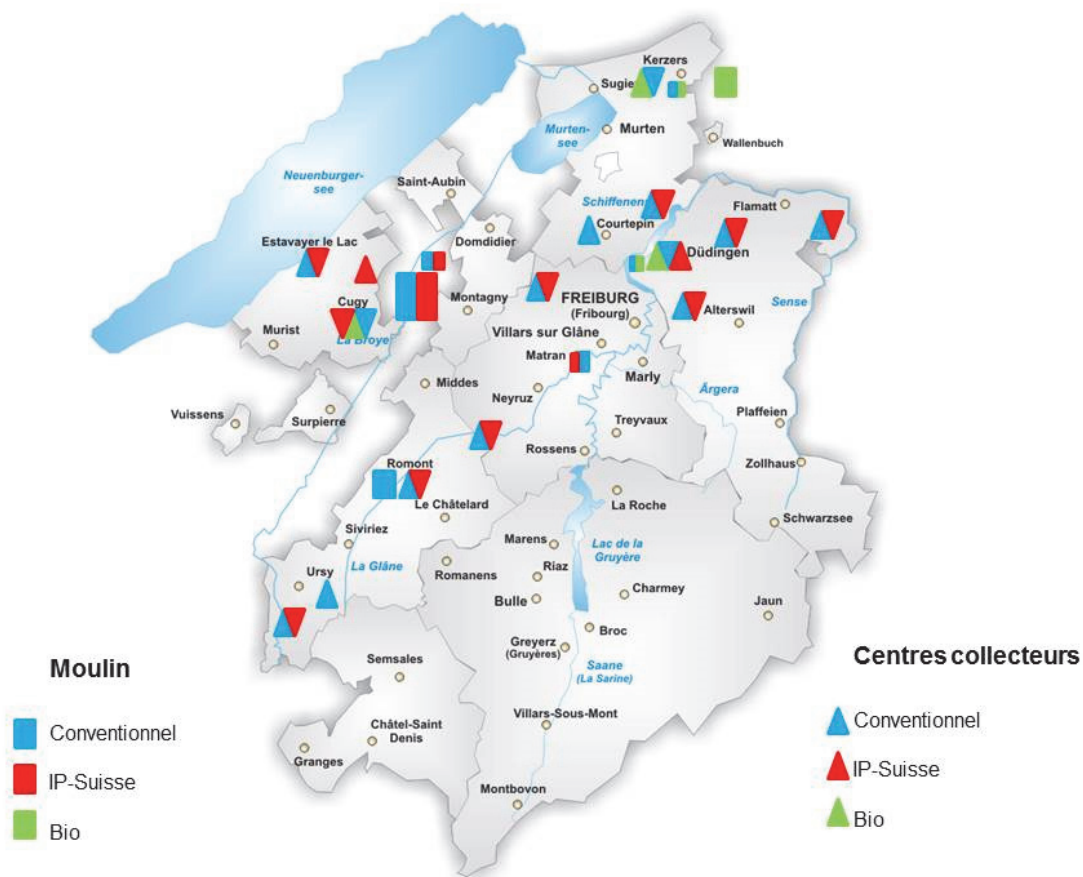 Kerzers
Sugie
Murten-
see
Murten
Wallenbuch
Neuenburger-
see
Saint-Aubin
Schiffenen
Flamatt
Courtepin
Estavayer le Lac
Domdidier
Düdingen
Cugy
Montagny
FREIBURG
(Fribourg)
Alterswil
Sense
La Broye
Murist
Villars sur Glâne
Matran
Marly
Middes
Neyruz
Ärgera
Vuissens
Surpierre
Treyvaux
Plaffeien
Rossens
Zollhaus
Romont
Le Châtelard
La Roche
Schwarzsee
Siviriez
Marens
Lac de la
Gruyère
Ursy
La Glâne
Romanens
Riaz
Charmey
Bulle
Jaun
Broc
Greyerz
(Gruyères)
Saane
(La Sarine)
Semsales
Villars-Sous-Mont
Châtel-Saint
Denis
Granges
Montbovon
Moulin
Conventionnel
IP-Suisse
Bio
Centres collecteurs
Conventionnel
IP-Suisse
Bio